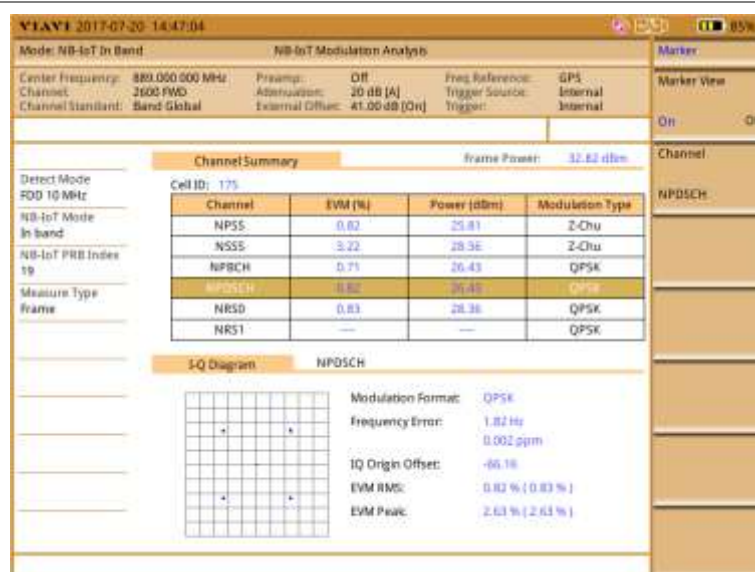 VIAVI 2017-07-20 14:47:04 85%
Mode: NB-IoT In Band NB-IoT Modulation Analysis Marker
Center Frequency: 889.000 000 MHz Preamp: Off Freq Reference: GPS
Channel: 2600 FWD Attenuation: 20 dB [A] Trigger Source: Internal
Channel Standard: Band Global External Offset: 41.00 dB [On] Trigger: Internal
Marker View
On
Channel
NPDSCH
Channel Summary Frame Power: 32.82 dBm
Detect Mode
FDD 10 MHz
NB-IoT Mode
In band
NB-IoT PRB Index
19
Measure Type
Frame
Cell ID: 175
Channel EVM (%) Power (dBm) Modulation Type
NPSS 0.82 25.81 Z-Chu
NSSS 3.22 28.36 Z-Chu
NPBCH 0.71 26.43 QPSK
NPDSCH 0.82 26.45 QPSK
NRS0 0.83 28.36 QPSK
NRS1 --- --- QPSK
I-Q Diagram NPDSCH
Modulation Format: QPSK
Frequency Error: 1.82 Hz
0.002 ppm
IQ Origin Offset: -66.16
EVM RMS: 0.82 % ( 0.83 % )
EVM Peak: 2.63 % ( 2.63 % )